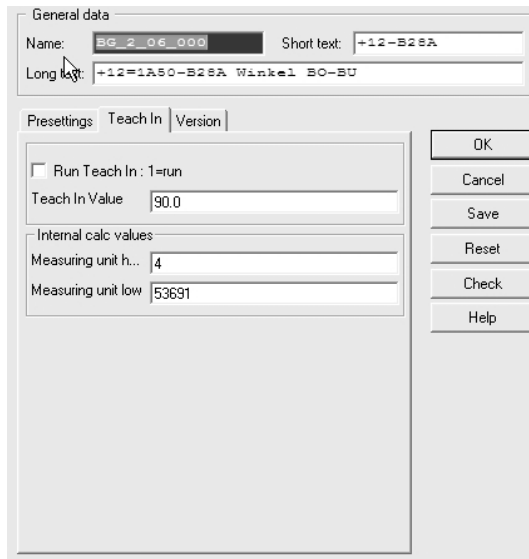 General data
Name: BG_2_06_000 Short text: +12-B28A
Long text: +12=1A50-B28A Winkel BO-BU
Presettings Teach In Version
OK
Run Teach In : 1=run
Cancel
Teach In Value 90.0
Save
Internal calc values
Reset
Measuring unit h... 4
Check
Measuring unit low 53691
Help